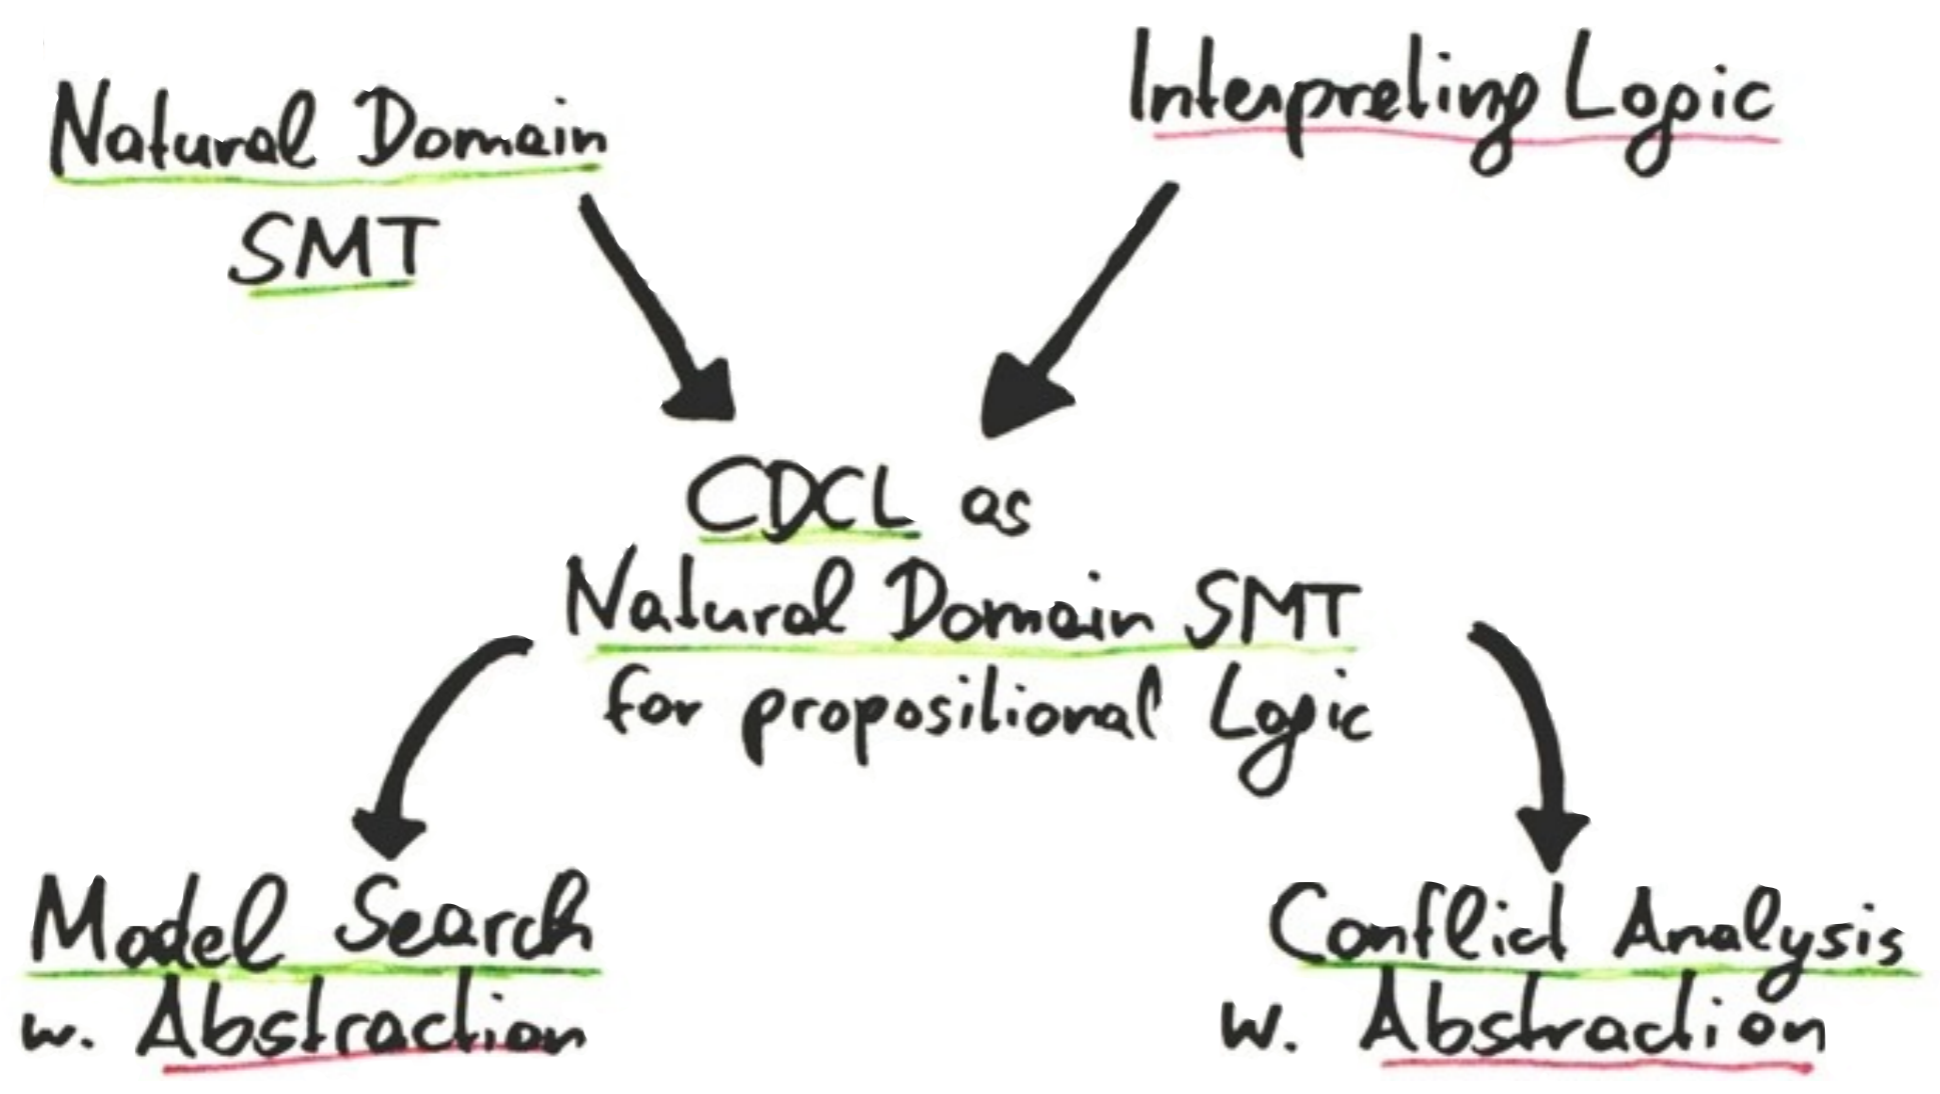 Natural Domain
SMT
Interpreting Logic
CDCL as
Natural Domain SMT
for propositional Logic
Model Search
w. Abstraction
Conflict Analysis
w. Abstraction